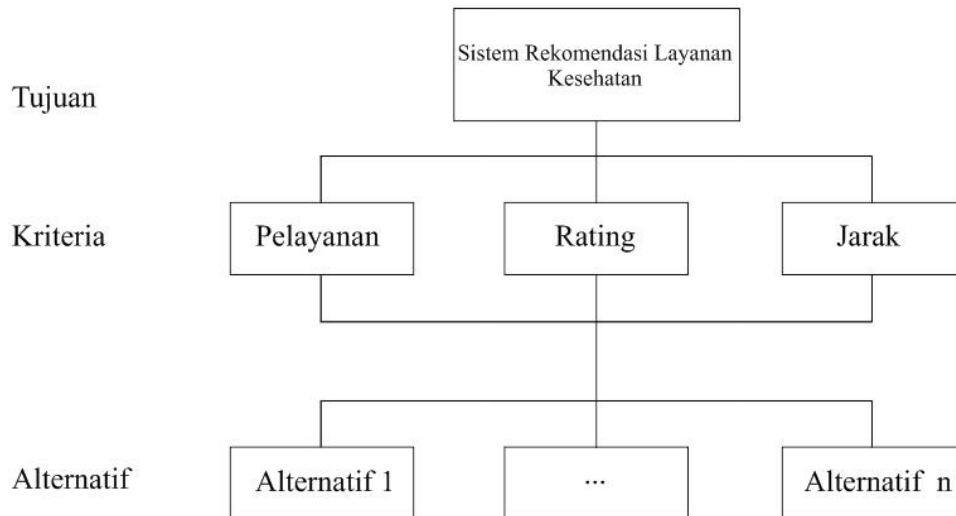 Sistem Rekomendasi Layanan
Kesehatan
Tujuan
Kriteria
Pelayanan
Rating
Jarak
Alternatif
Alternatif 1
...
Alternatif n